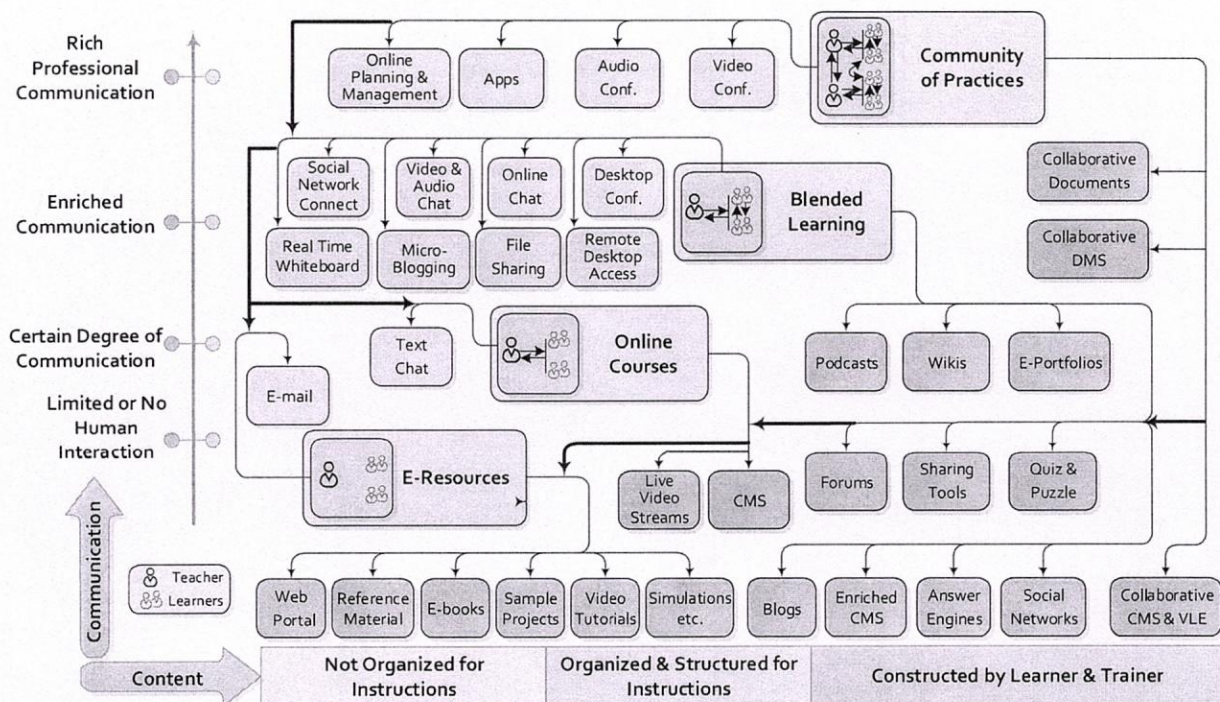 Rich
Professional
Communication
Online
Planning &
Management
Apps
Audio
Conf.
Video
Conf.
Community
of Practices
Enriched
Communication
Social
Network
Connect
Video &
Audio
Chat
Online
Chat
Desktop
Conf.
Real Time
Whiteboard
Micro-
Blogging
File
Sharing
Remote
Desktop
Access
Blended
Learning
Collaborative
Documents
Collaborative
DMS
Certain Degree of
Communication
E-mail
Text
Chat
Online
Courses
Podcasts
Wikis
E-Portfolios
Limited or No
Human
Interaction
E-Resources
Live
Video
Streams
CMS
Forums
Sharing
Tools
Quiz &
Puzzle
Communication
Teacher
Learners
Web
Portal
Reference
Material
E-books
Sample
Projects
Video
Tutorials
Simulations
etc.
Blogs
Enriched
CMS
Answer
Engines
Social
Networks
Collaborative
CMS & VLE
Content
Not Organized for
Instructions
Organized & Structured for
Instructions
Constructed by Learner & Trainer